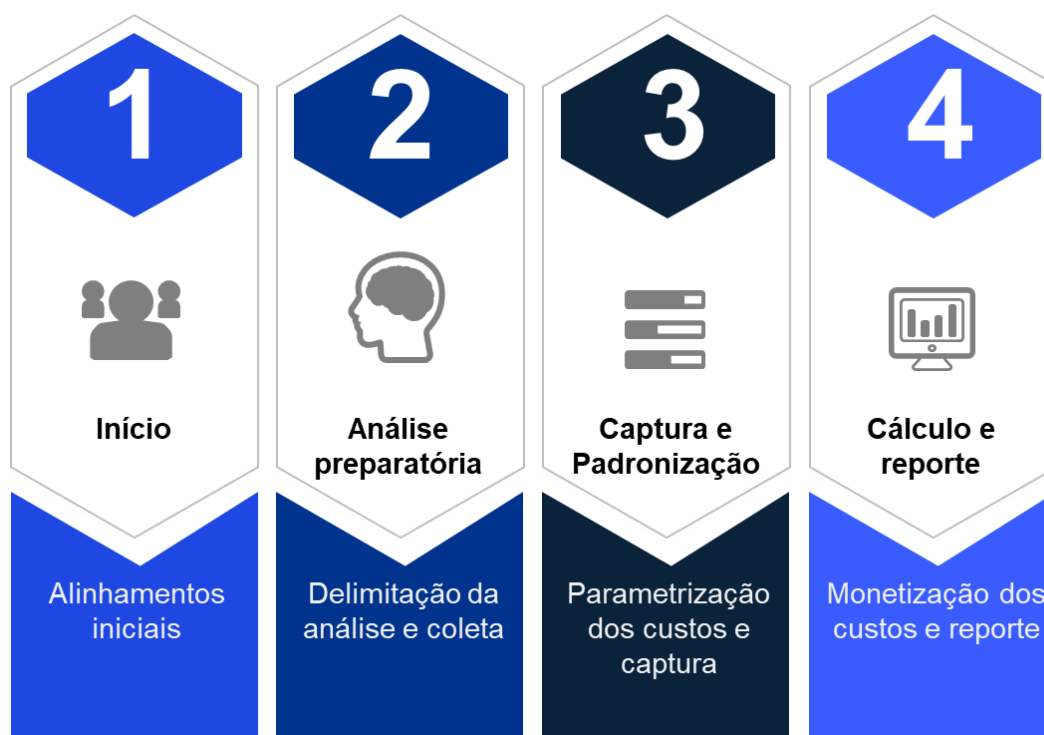 1
Início
Alinhamentos
iniciais
2
Análise
preparatória
Delimitação da
análise e coleta
3
Captura e
Padronização
Parametrização
dos custos e
captura
4
Cálculo e
reporte
Monetização dos
custos e reporte